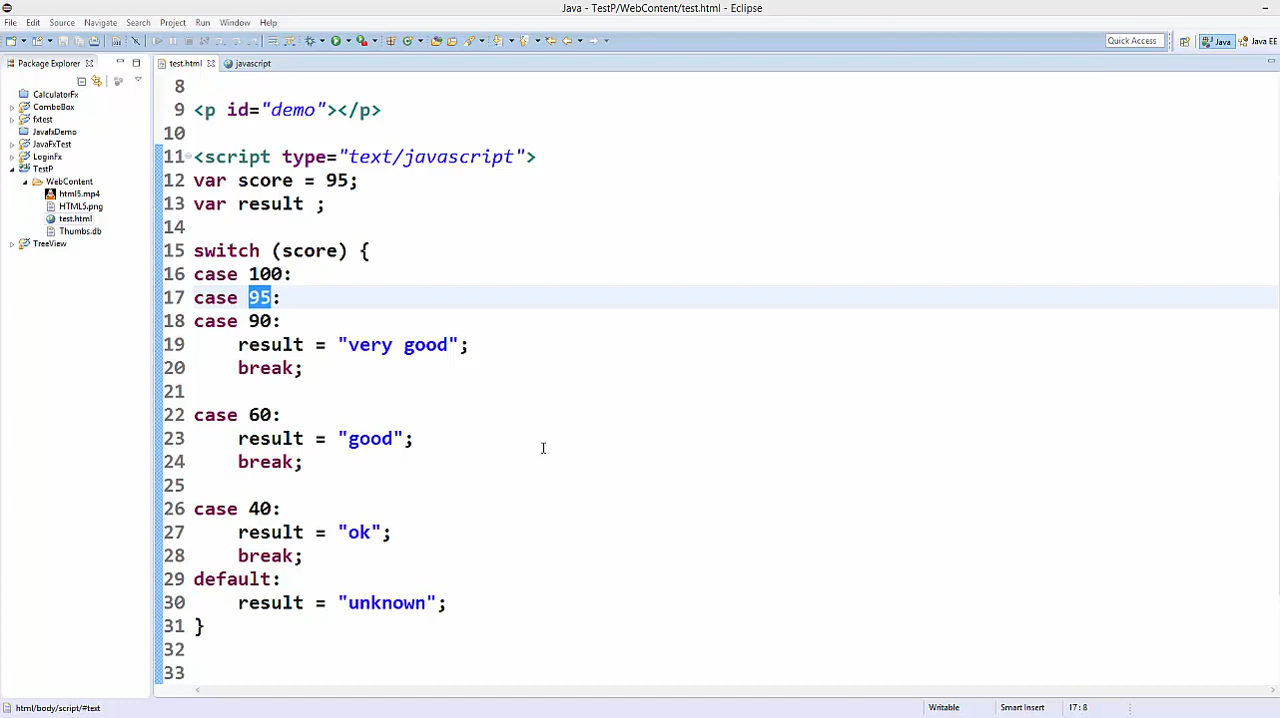 Java - TestP/WebContent/test.html - Eclipse
File Edit Source Navigate Search Project Run Window Help
Quick Access
Java
Java EE
Package Explorer
test.html
javascript
CalculatorFx
ComboBox
fxtest
JavafxDemo
JavaFxTest
LoginFx
TestP
WebContent
html5.mp4
HTML5.png
test.html
Thumbs.db
TreeView
8
9 <p id="demo"></p>
10
11 <script type="text/javascript">
12 var score = 95;
13 var result ;
14
15 switch (score) {
16 case 100:
17 case 95:
18 case 90:
19     result = "very good";
20     break;
21
22 case 60:
23     result = "good";
24     break;
25
26 case 40:
27     result = "ok";
28     break;
29 default:
30     result = "unknown";
31 }
32
33
html/body/script/#text
Writable
Smart Insert
17 : 8